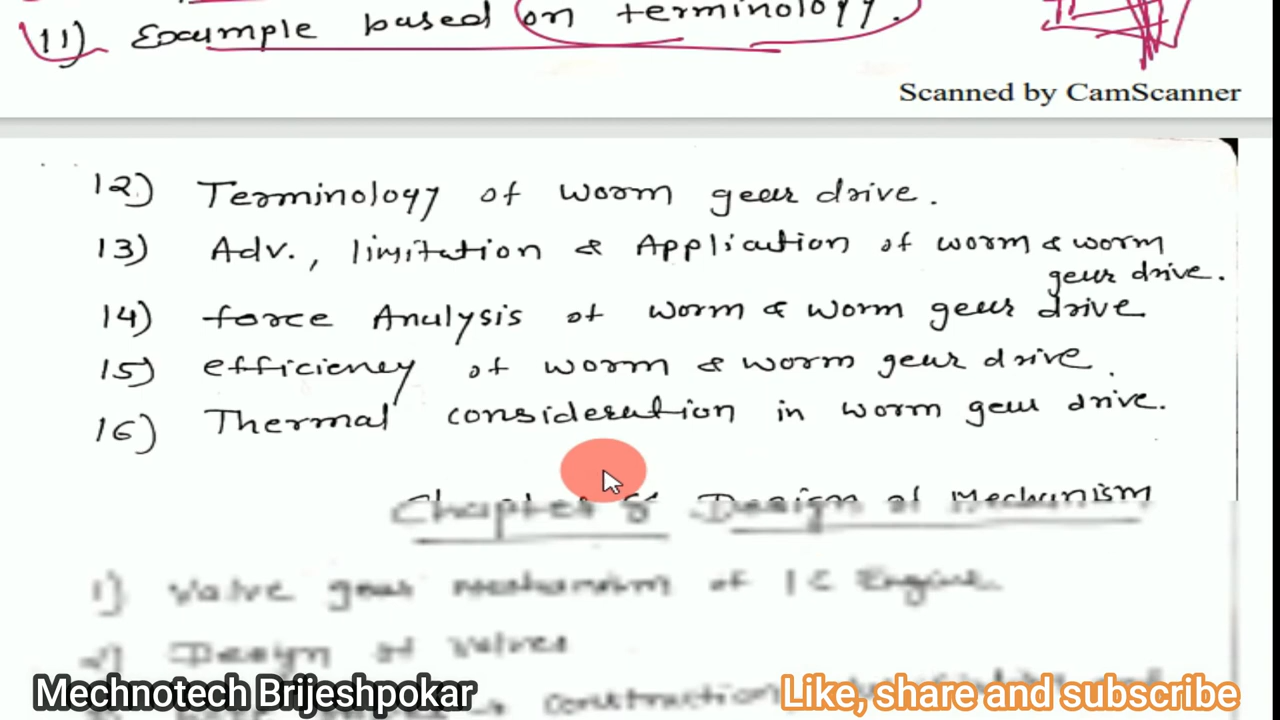 11) Example based on terminology.
Scanned by CamScanner
12) Terminology of worm gear drive.
13) Adv., limitation & Application of worm & worm
gear drive.
14) force Analysis of worm & worm gear drive
15) efficiency of worm & worm gear drive.
16) Thermal consideration in worm gear drive.
Chapter 8 Design of Mechanism
1) Valve gear mechanism of IC Engine
2) Design of valves
construction,
Mechnotech Brijeshpokar
Like, share and subscribe